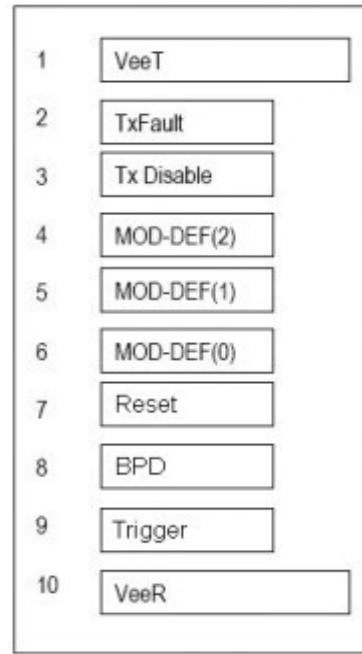 1 VeeT
2 TxFault
3 Tx Disable
4 MOD-DEF(2)
5 MOD-DEF(1)
6 MOD-DEF(0)
7 Reset
8 BPD
9 Trigger
10 VeeR